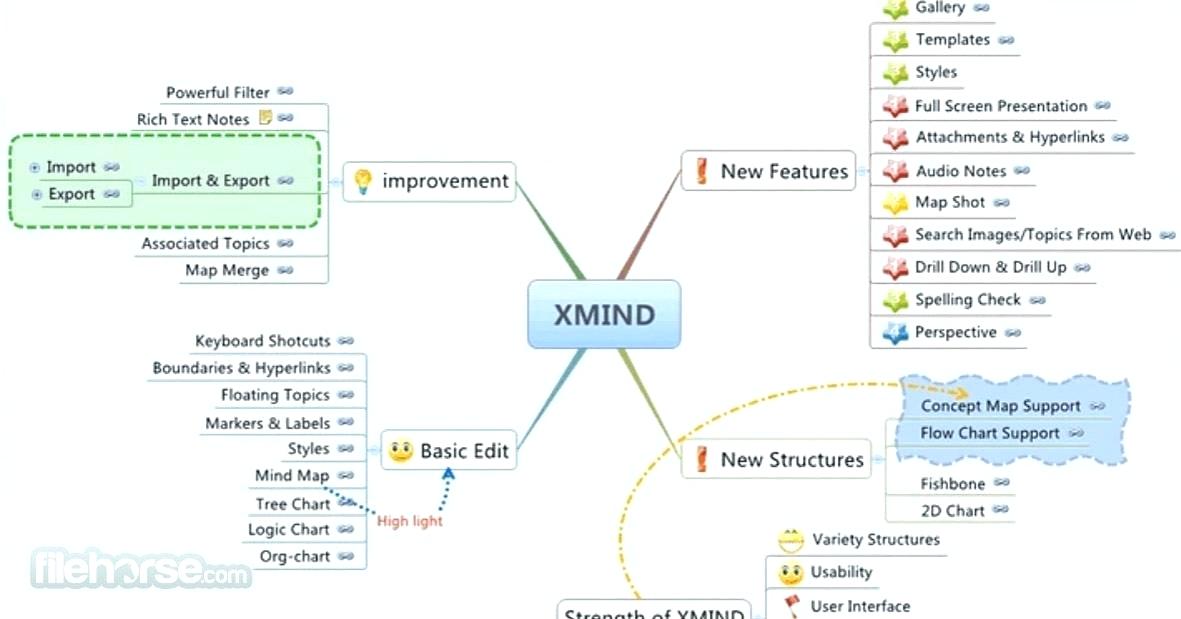 Powerful Filter
Rich Text Notes
Import
Export
Import & Export
Associated Topics
Map Merge
improvement
Gallery
Templates
Styles
Full Screen Presentation
Attachments & Hyperlinks
Audio Notes
Map Shot
Search Images/Topics From Web
Drill Down & Drill Up
Spelling Check
Perspective
New Features
XMIND
Keyboard Shotcuts
Boundaries & Hyperlinks
Floating Topics
Markers & Labels
Styles
Mind Map
Tree Chart
Logic Chart
Org-chart
Basic Edit
High light
New Structures
Concept Map Support
Flow Chart Support
Fishbone
2D Chart
Strength of XMIND
Variety Structures
Usability
User Interface
filehorse.com